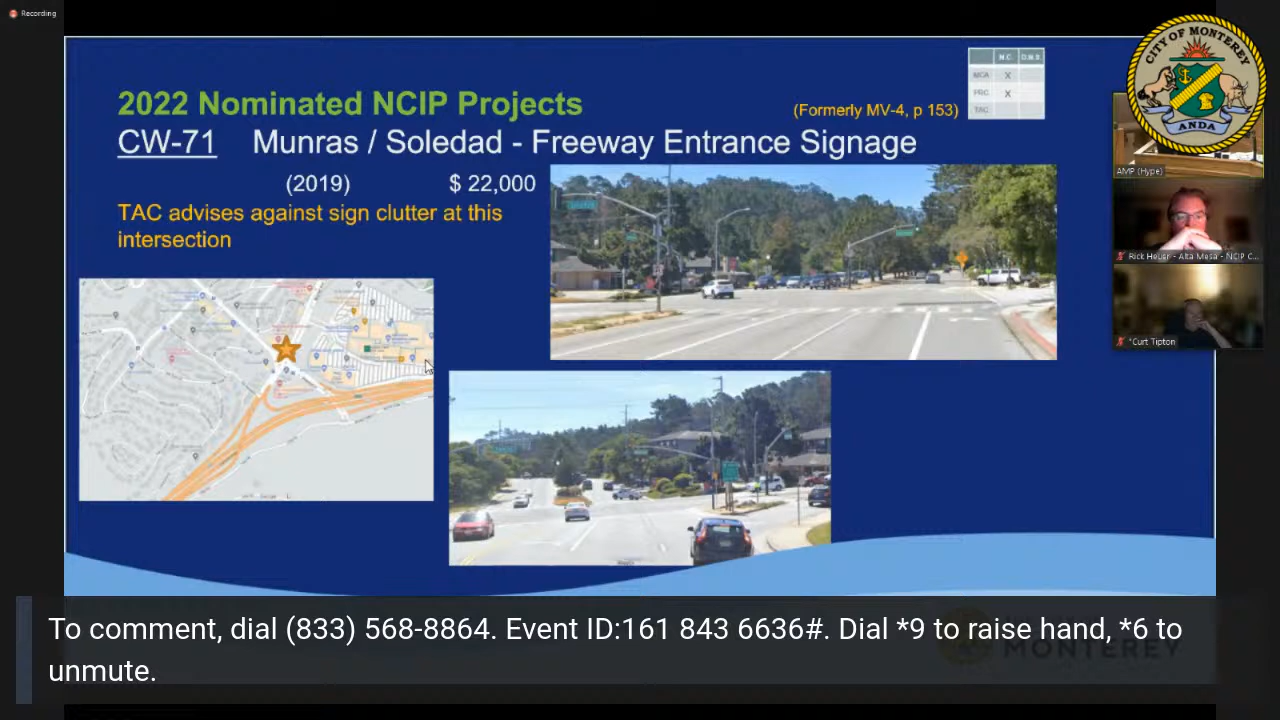 Recording
2022 Nominated NCIP Projects
(Formerly MV-4, p 153)
M.C.
MCA X
PRC X
TAC
CW-71 Munras / Soledad - Freeway Entrance Signage
(2019) $ 22,000
TAC advises against sign clutter at this
intersection
CITY OF MONTEREY
ANDA
AMP (Hype)
Rick Heuer - Alta Mesa - NCIP C...
*Curt Tipton
To comment, dial (833) 568-8864. Event ID:161 843 6636#. Dial *9 to raise hand, *6 to
unmute.
MONTEREY